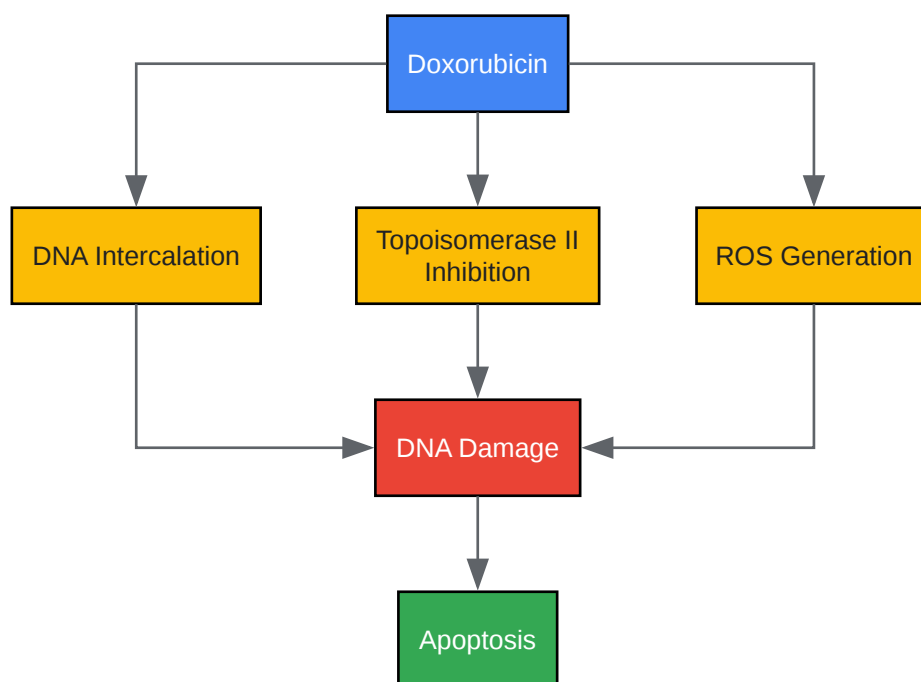 Doxorubicin
DNA Intercalation
Topoisomerase II
Inhibition
ROS Generation
DNA Damage
Apoptosis